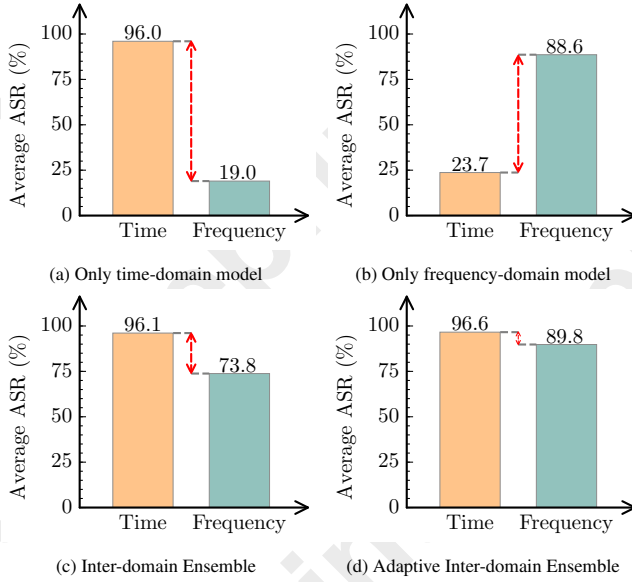 Average ASR (%)
100
75
50
25
0
96.0
19.0
Time Frequency
(a) Only time-domain model
Average ASR (%)
100
75
50
25
0
23.7
88.6
Time Frequency
(b) Only frequency-domain model
Average ASR (%)
100
75
50
25
0
96.1
73.8
Time Frequency
(c) Inter-domain Ensemble
Average ASR (%)
100
75
50
25
0
96.6
89.8
Time Frequency
(d) Adaptive Inter-domain Ensemble